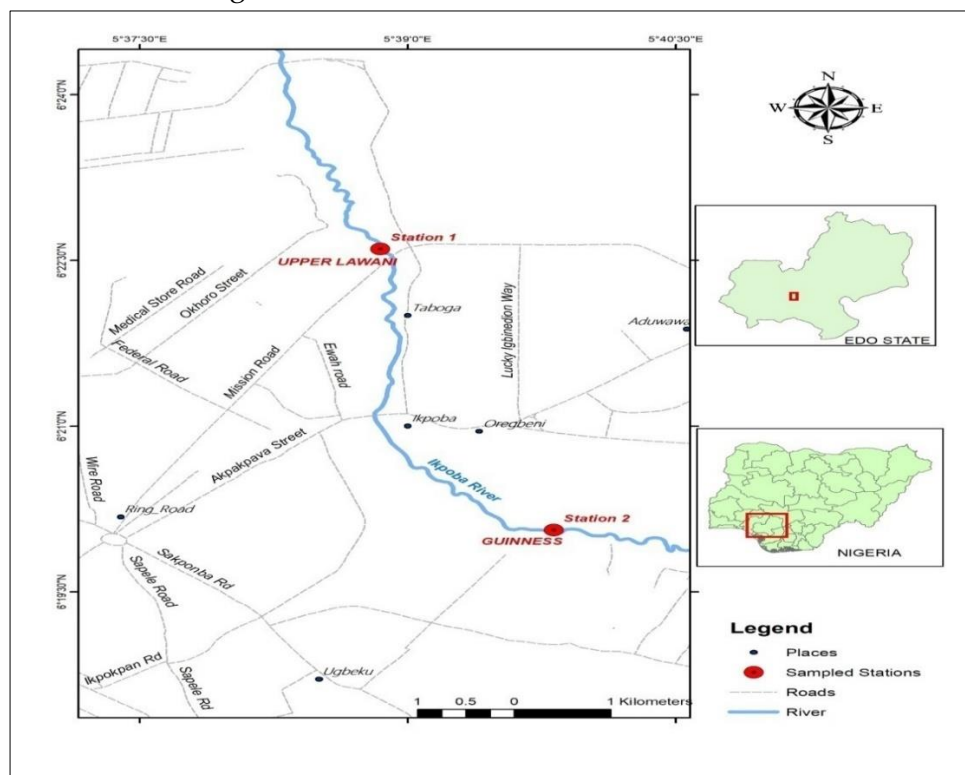 5°37'30"E
5°39'0"E
5°40'30"E
6°24'0"N
6°22'30"N
6°21'0"N
6°19'30"N
N
W
E
S
Station 1
UPPER LAWANI
Medical Store Road
Okhoro Street
Federal Road
Mission Road
Ewah road
Taboga
Lucky Igbinedion Way
Aduwawa
EDO STATE
Ikpoba
Oregbeni
Akpakpava Street
Wire Road
Ikpoba River
Ring_Road
Station 2
GUINNESS
NIGERIA
Sakponba Rd
Sapele Road
Ikpokpan Rd
Sapele Rd
Ugbeku
1 0.5 0 1 Kilometers
Legend
Places
Sampled Stations
Roads
River